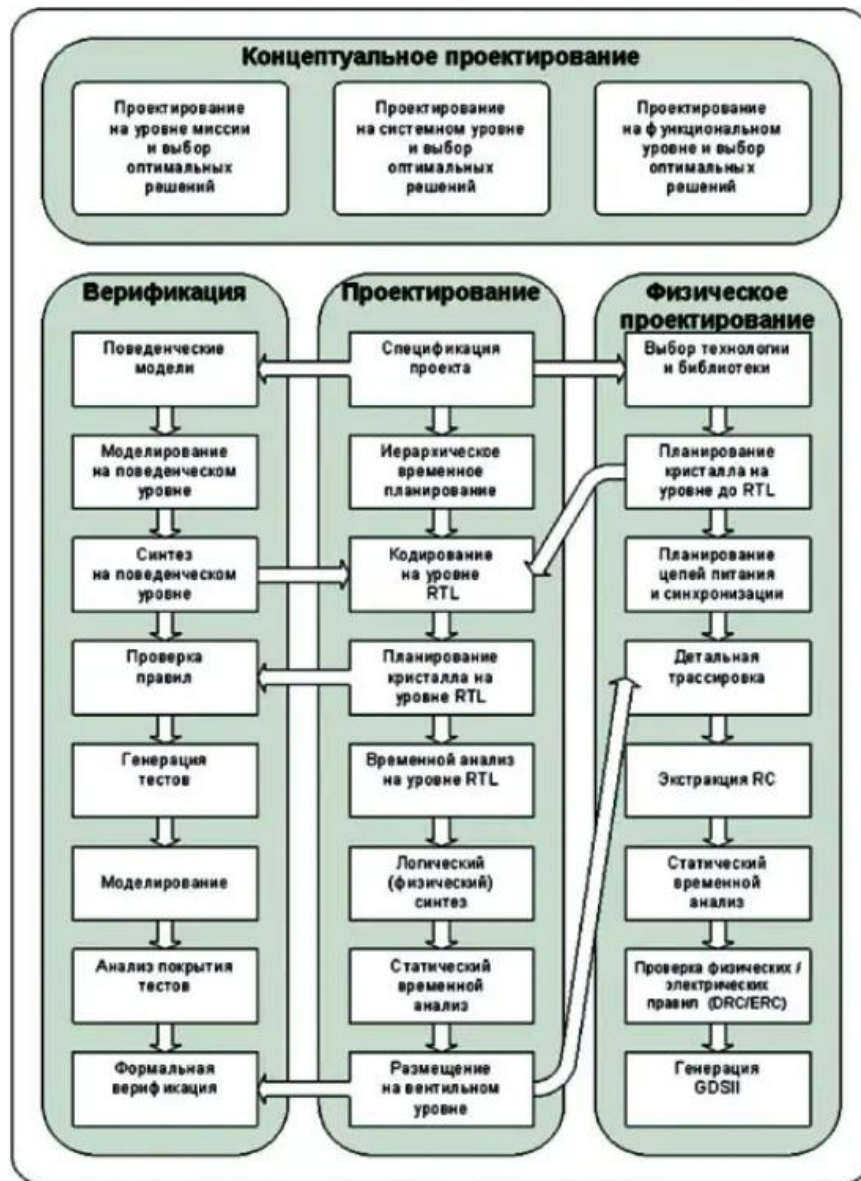 Концептуальное проектирование
Проектирование
на уровне миссии
и выбор
оптимальных
решений
Проектирование
на системном уровне
и выбор
оптимальных
решений
Проектирование
на функциональном
уровне и выбор
оптимальных
решений
Верификация
Поведенческие
модели
Моделирование
на поведенческом
уровне
Синтез
на поведенческом
уровне
Проверка
правил
Генерация
тестов
Моделирование
Анализ покрытия
тестов
Формальная
верификация
Проектирование
Спецификация
проекта
Иерархическое
временное
планирование
Кодирование
на уровне
RTL
Планирование
кристалла на
уровне RTL
Временной анализ
на уровне RTL
Логический
(физический)
синтез
Статический
временной
анализ
Размещение
на вентильном
уровне
Физическое
проектирование
Выбор технологии
и библиотеки
Планирование
кристалла на
уровне до RTL
Планирование
цепей питания
и синхронизации
Детальная
трассировка
Экстракция RC
Статический
временной
анализ
Проверка физических /
электрических
правил (DRC/ERC)
Генерация
GDSII